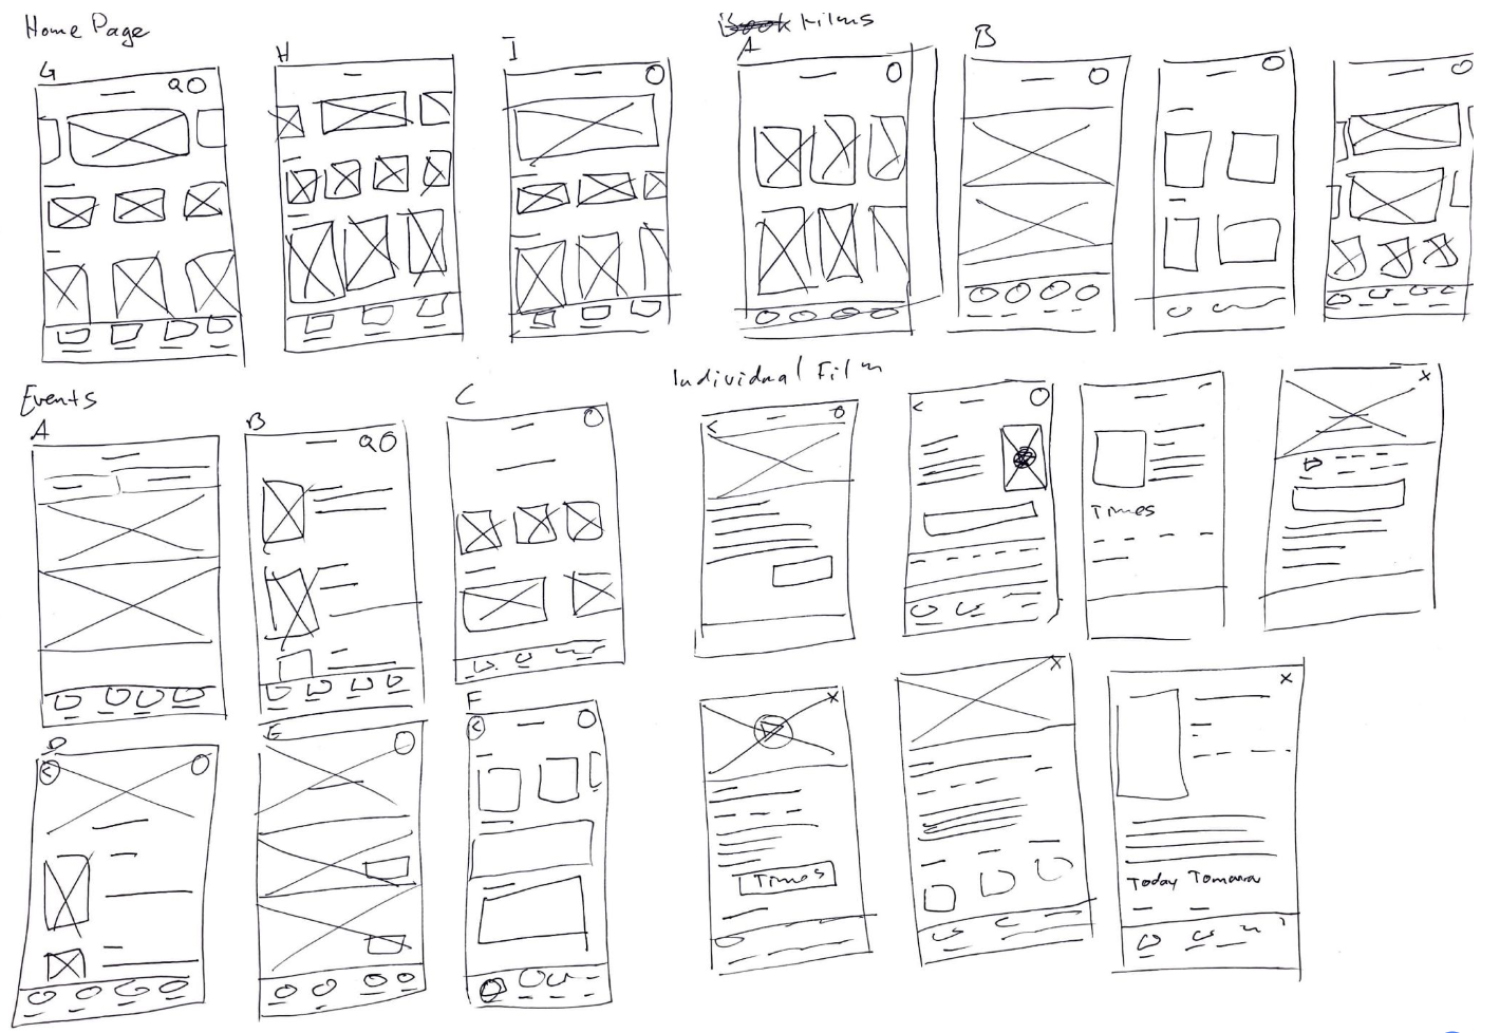 Home Page
G
H
I
Book Films
A
B
Events
A
B
C
D
E
F
Individual Film
Times
Times
Today Tomorrow